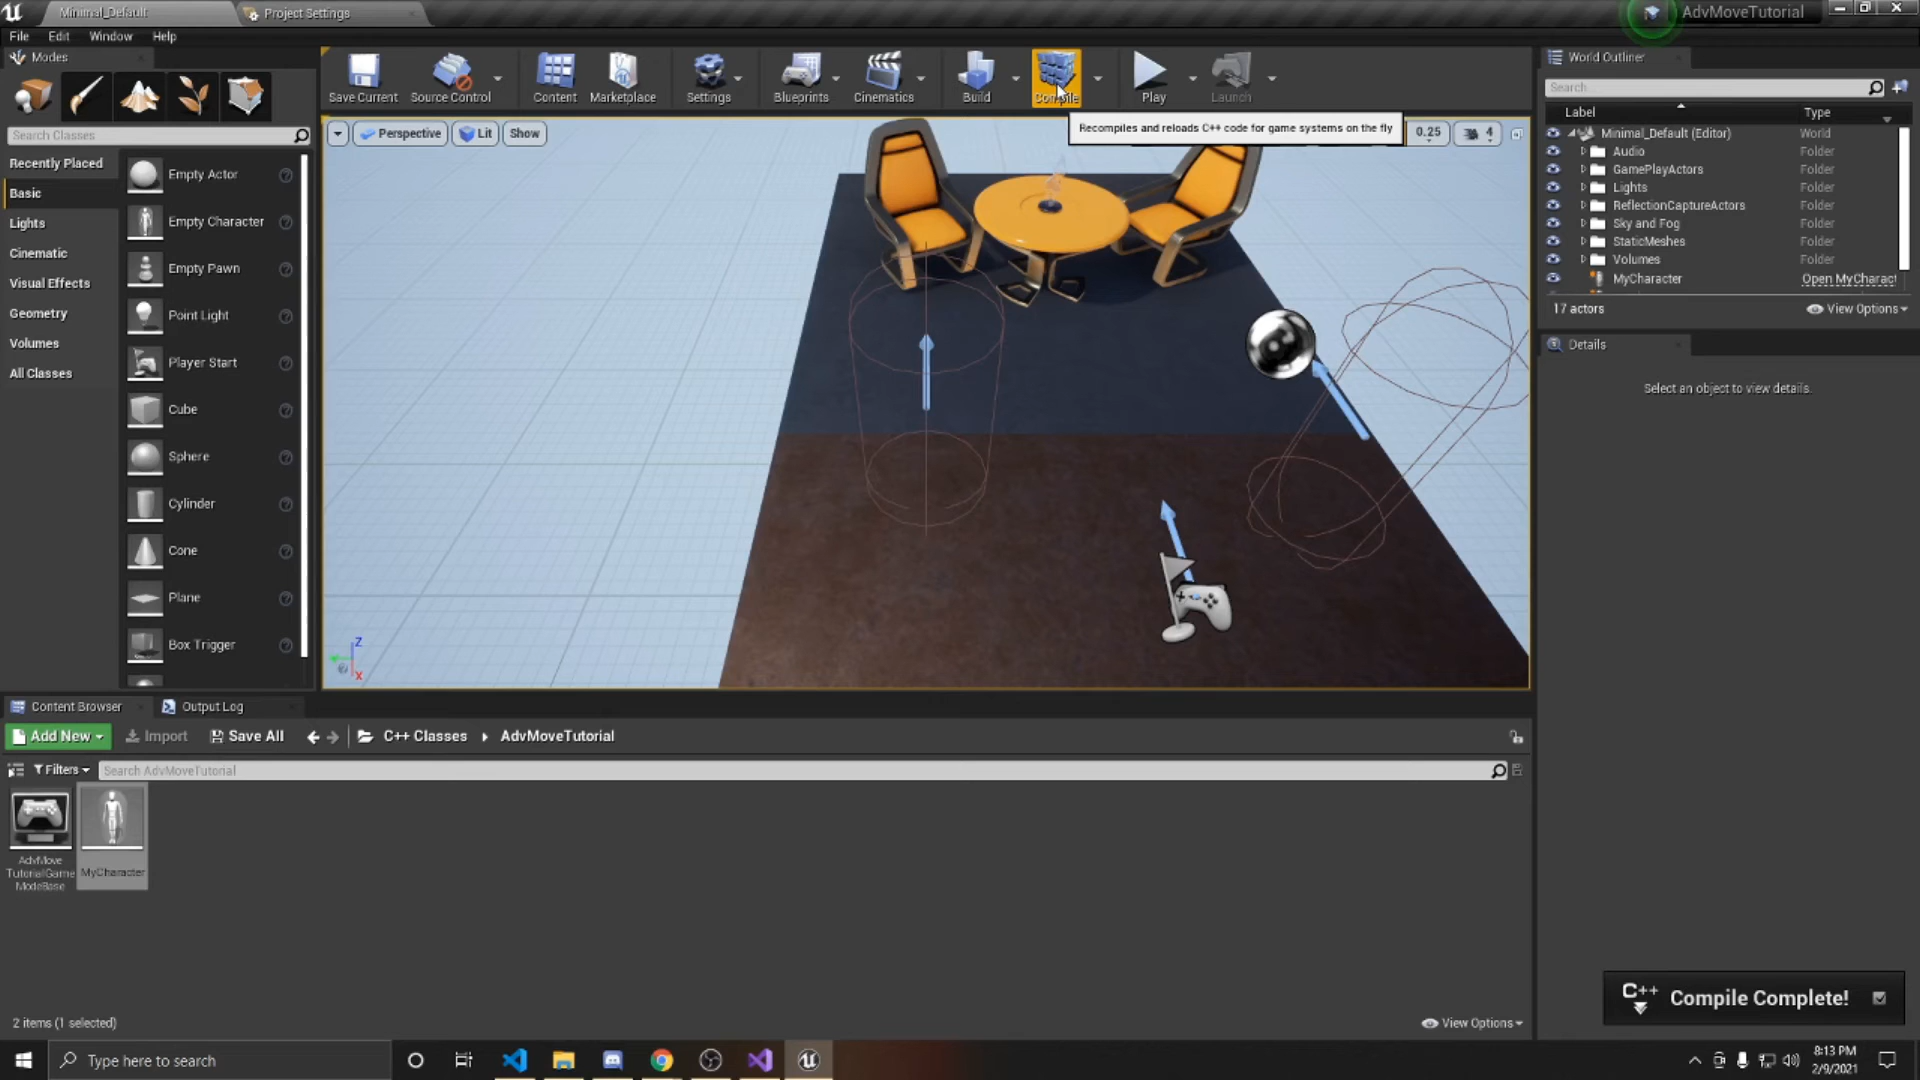 Minimal_Default
Project Settings
AdvMoveTutorial
File Edit Window Help
Modes
Save Current
Source Control
Content
Marketplace
Settings
Blueprints
Cinematics
Build
Compile
Play
Launch
Search Classes
Recently Placed
Basic
Lights
Cinematic
Visual Effects
Geometry
Volumes
All Classes
Empty Actor
Empty Character
Empty Pawn
Point Light
Player Start
Cube
Sphere
Cylinder
Cone
Plane
Box Trigger
Perspective
Lit
Show
Recompiles and reloads C++ code for game systems on the fly
0.25
4
Z
X
World Outliner
Search...
Label Type
Minimal_Default (Editor) World
Audio Folder
GamePlayActors Folder
Lights Folder
ReflectionCaptureActors Folder
Sky and Fog Folder
StaticMeshes Folder
Volumes Folder
MyCharacter Open MyCharact
17 actors
View Options
Details
Select an object to view details.
Content Browser
Output Log
Add New
Import
Save All
C++ Classes
AdvMoveTutorial
Filters
Search AdvMoveTutorial
AdvMove
TutorialGame
ModeBase
MyCharacter
2 items (1 selected)
View Options
C++
Compile Complete!
Type here to search
8:13 PM
2/9/2021